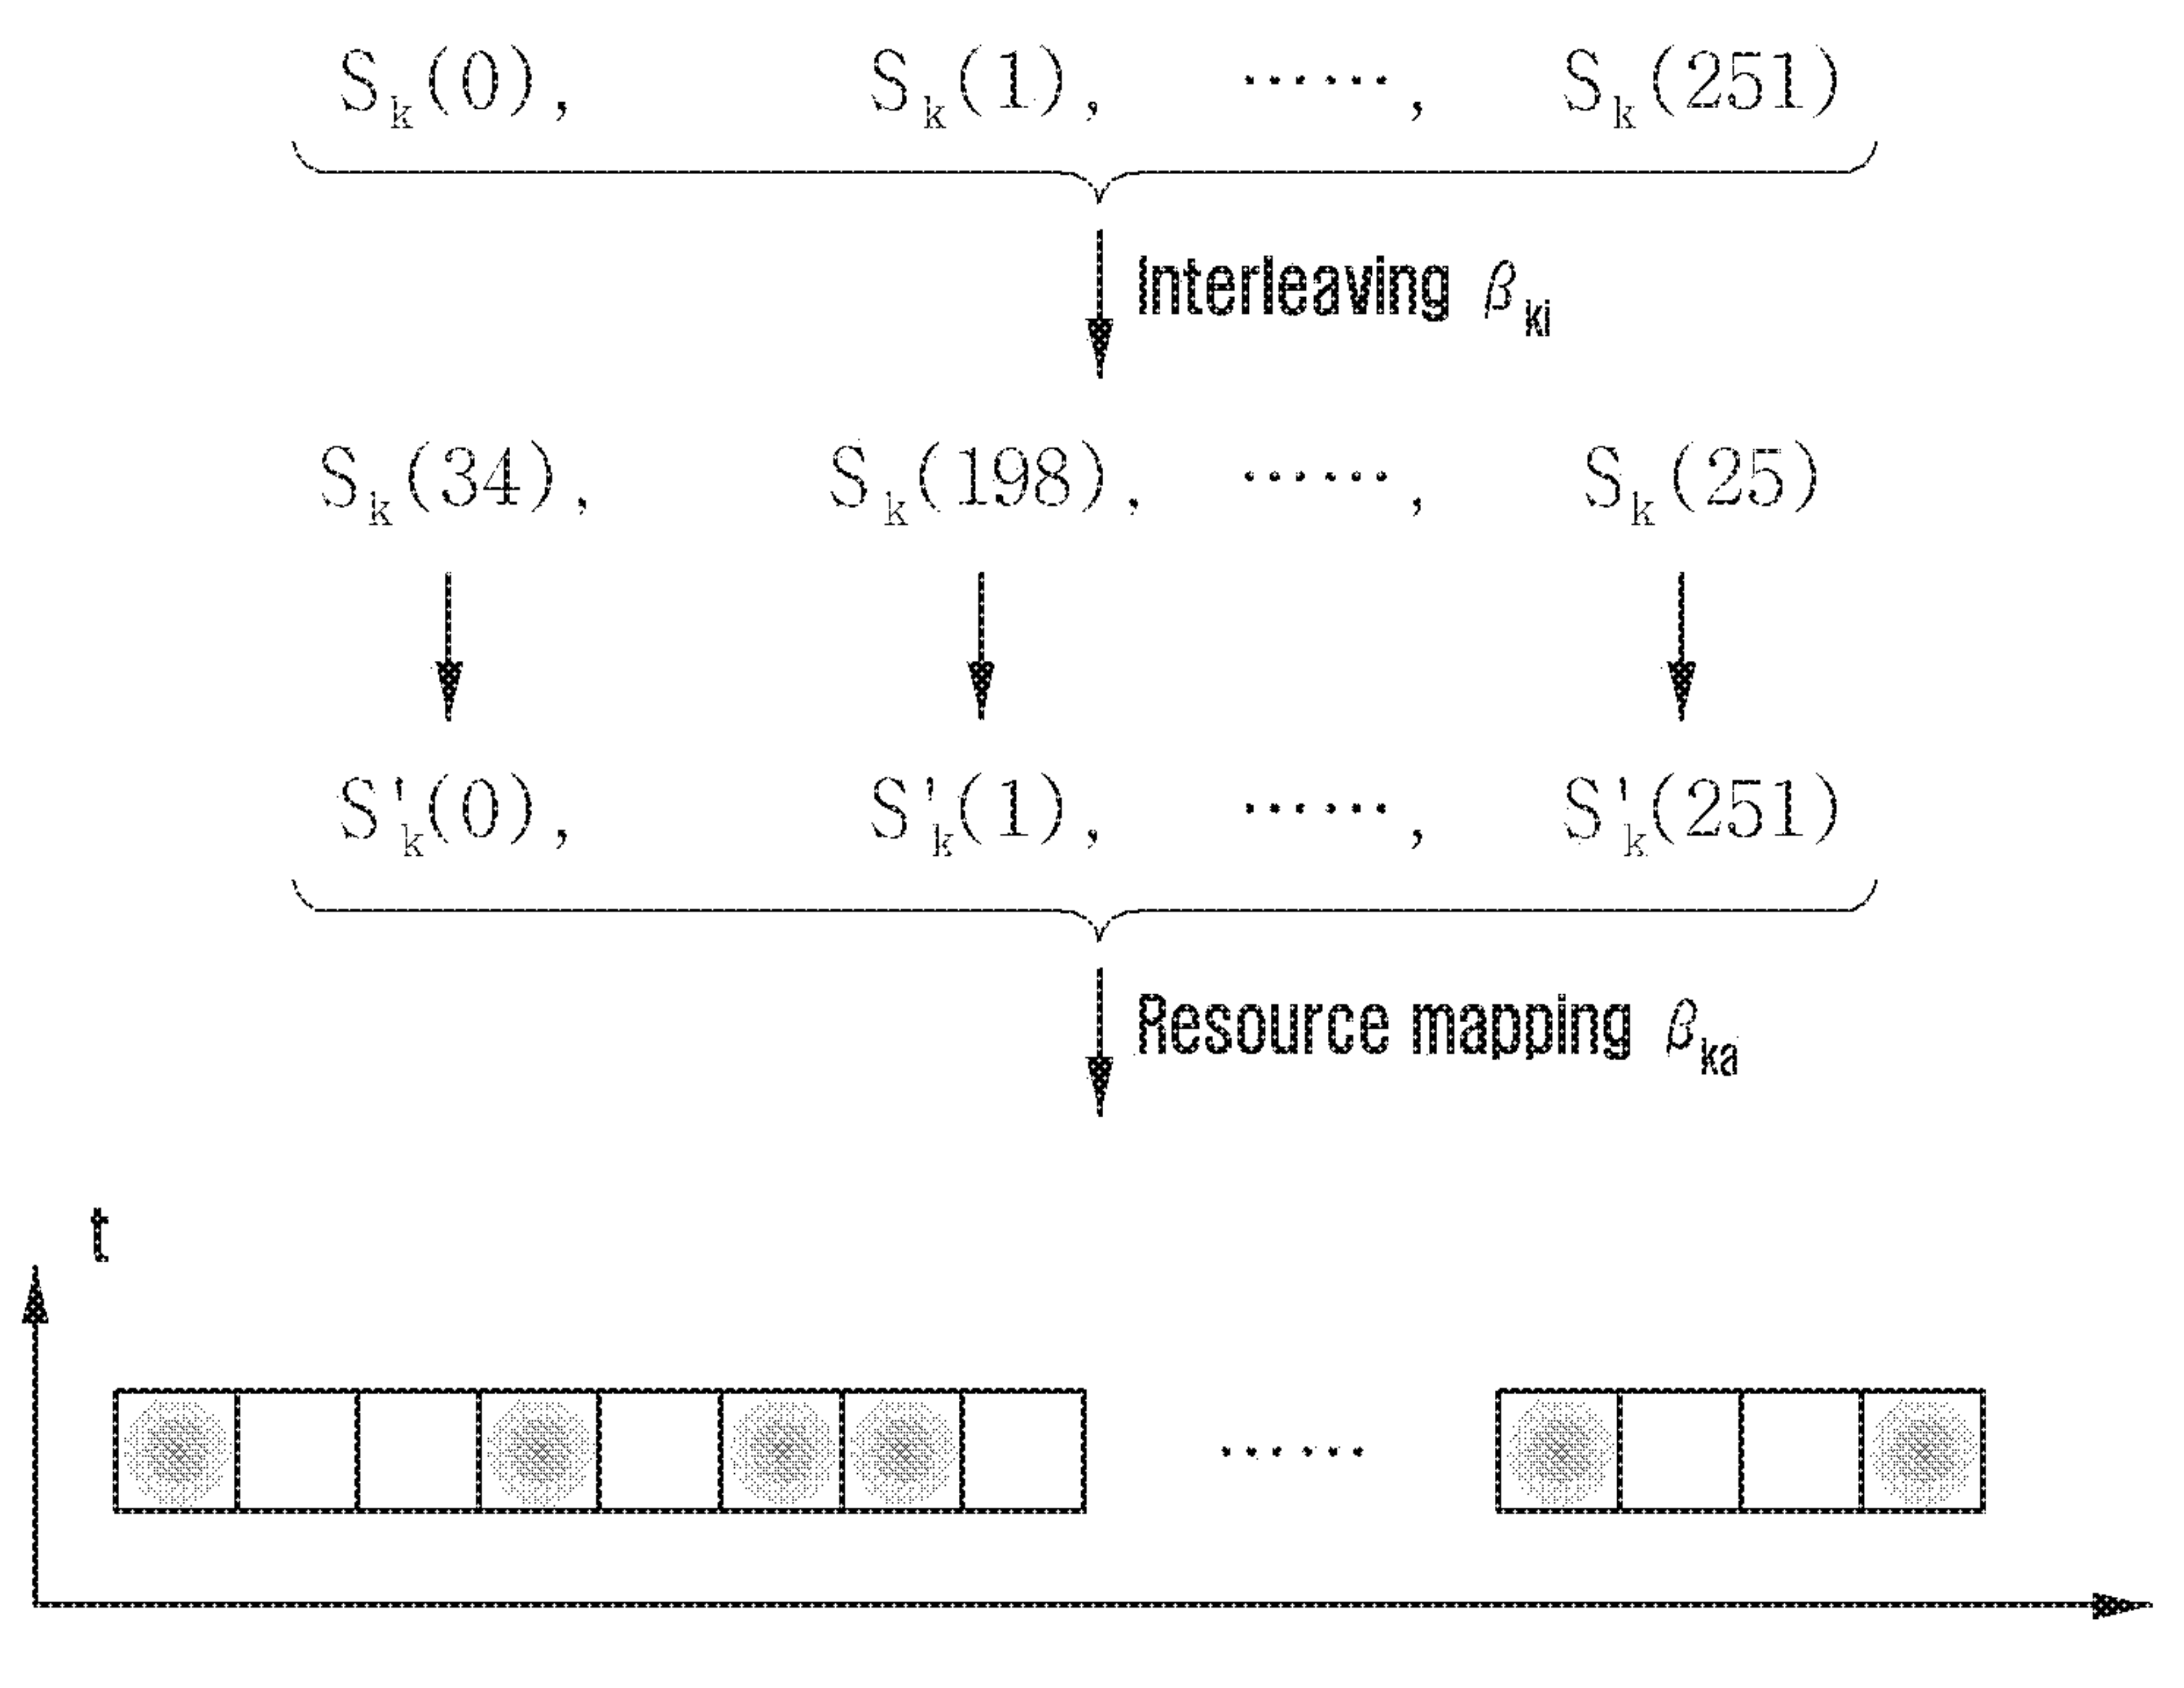 Sk(0), Sk(1), ······, Sk(251)
Interleaving βki
Sk(34), Sk(198), ······, Sk(25)
S'k(0), S'k(1), ······, S'k(251)
Resource mapping βka
t
······